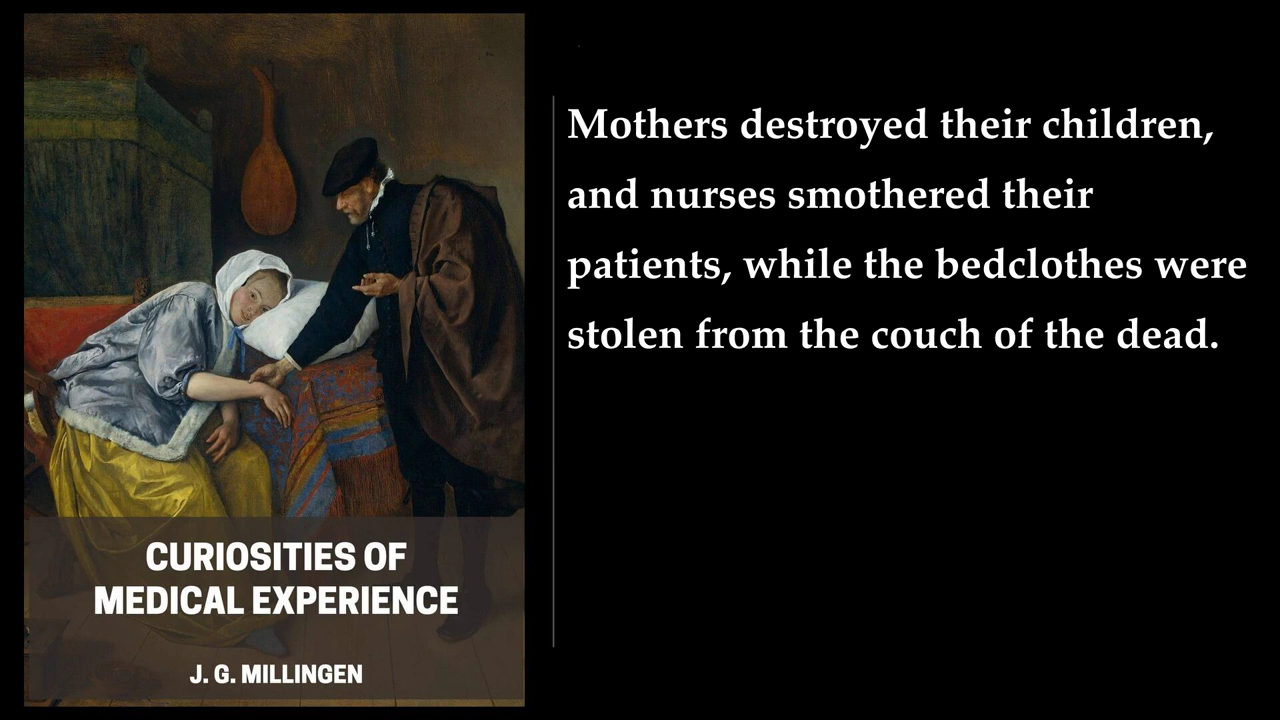 CURIOSITIES OF
MEDICAL EXPERIENCE
J. G. MILLINGEN
Mothers destroyed their children,
and nurses smothered their
patients, while the bedclothes were
stolen from the couch of the dead.